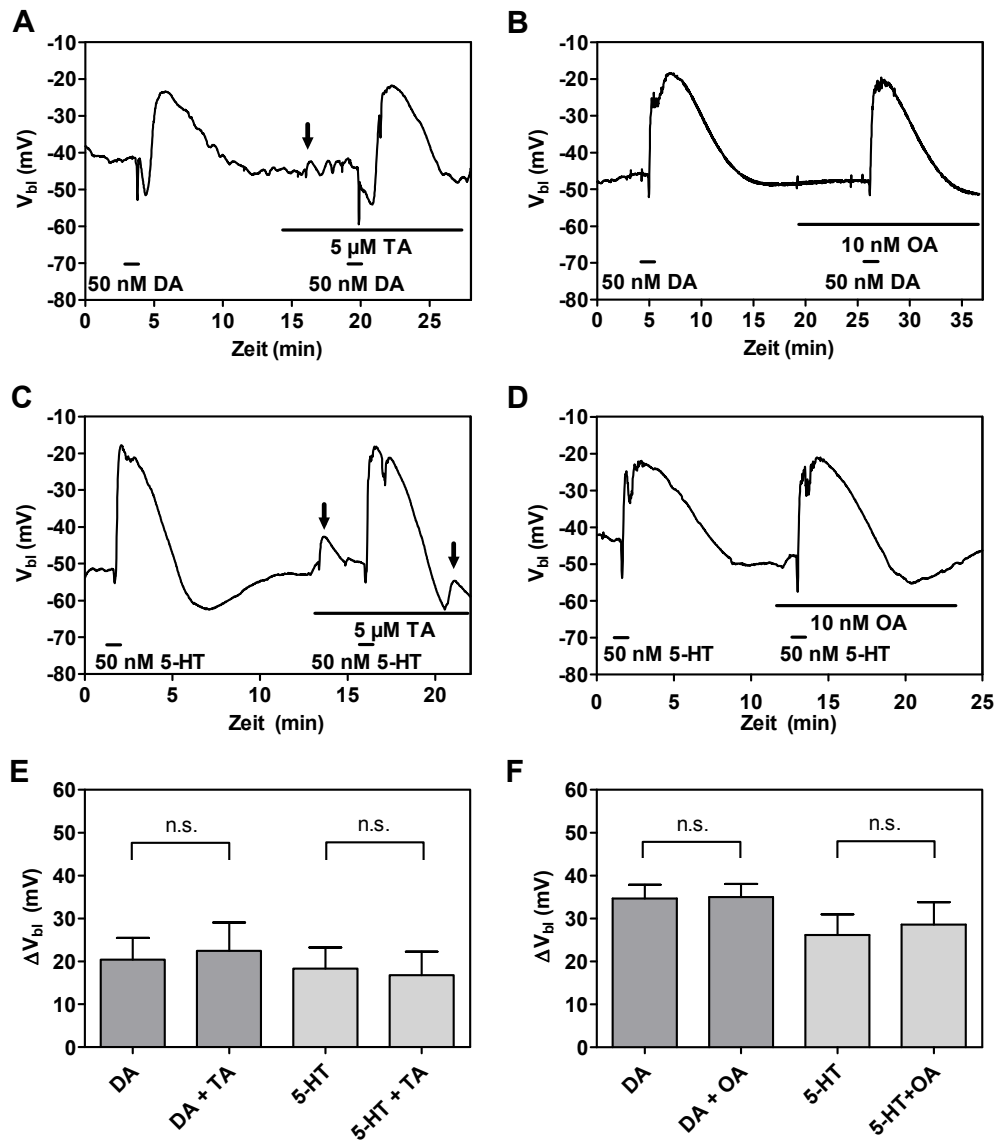 A
V_bl (mV)
-10
-20
-30
-40
-50
-60
-70
-80
5 µM TA
50 nM DA
50 nM DA
0
5
10
15
20
25
Zeit (min)
B
V_bl (mV)
-10
-20
-30
-40
-50
-60
-70
-80
10 nM OA
50 nM DA
50 nM DA
0
5
10
15
20
25
30
35
Zeit (min)
C
V_bl (mV)
-10
-20
-30
-40
-50
-60
-70
-80
5 µM TA
50 nM 5-HT
50 nM 5-HT
0
5
10
15
20
Zeit (min)
D
V_bl (mV)
-10
-20
-30
-40
-50
-60
-70
-80
10 nM OA
50 nM 5-HT
50 nM 5-HT
0
5
10
15
20
25
Zeit (min)
E
ΔV_bl (mV)
60
50
40
30
20
10
0
n.s.
n.s.
DA
DA + TA
5-HT
5-HT + TA
F
ΔV_bl (mV)
60
50
40
30
20
10
0
n.s.
n.s.
DA
DA + OA
5-HT
5-HT+OA